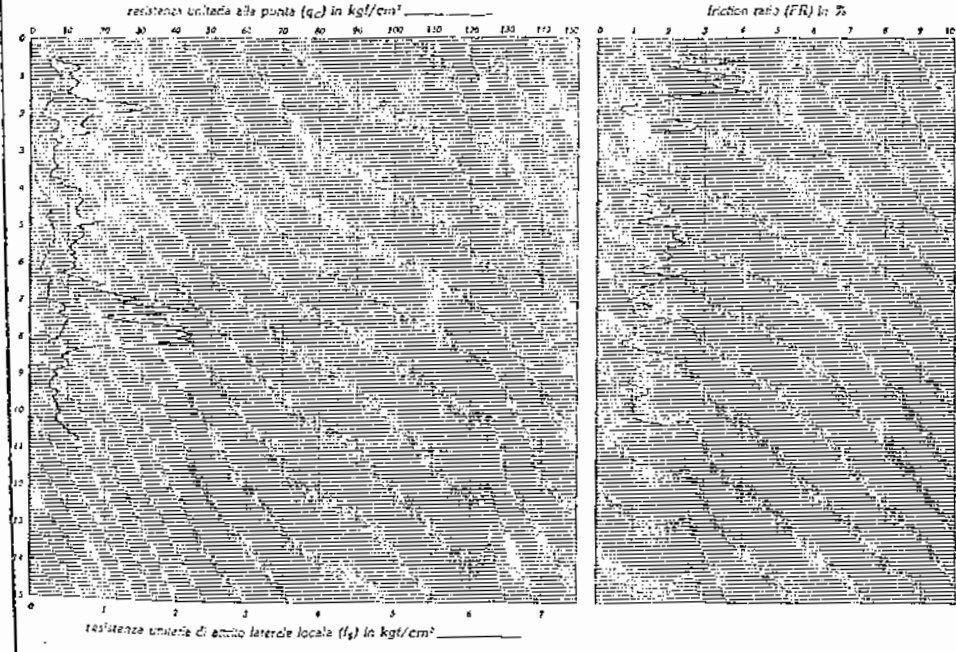 resistenza unitaria alla punta (qc) in kgf/cm²
friction ratio (FR) in %
0 10 20 30 40 50 60 70 80 90 100 110 120 130 140 150
0 1 2 3 4 5 6 7 8 9 10
0
1
2
3
4
5
6
7
8
9
10
11
12
13
14
15
0 1 2 3 4 5 6 7
resistenza unitaria di attrito laterale locale (fs) in kgf/cm²